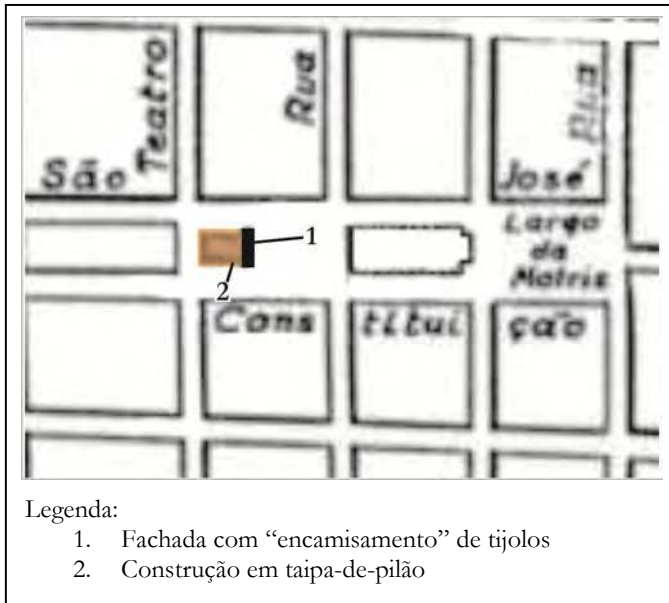 Teatro
Rua
Rua
São
José
1
Largo
da
Matriz
2
Cons titui ção
Legenda:
1. Fachada com “encamisamento” de tijolos
2. Construção em taipa-de-pilão